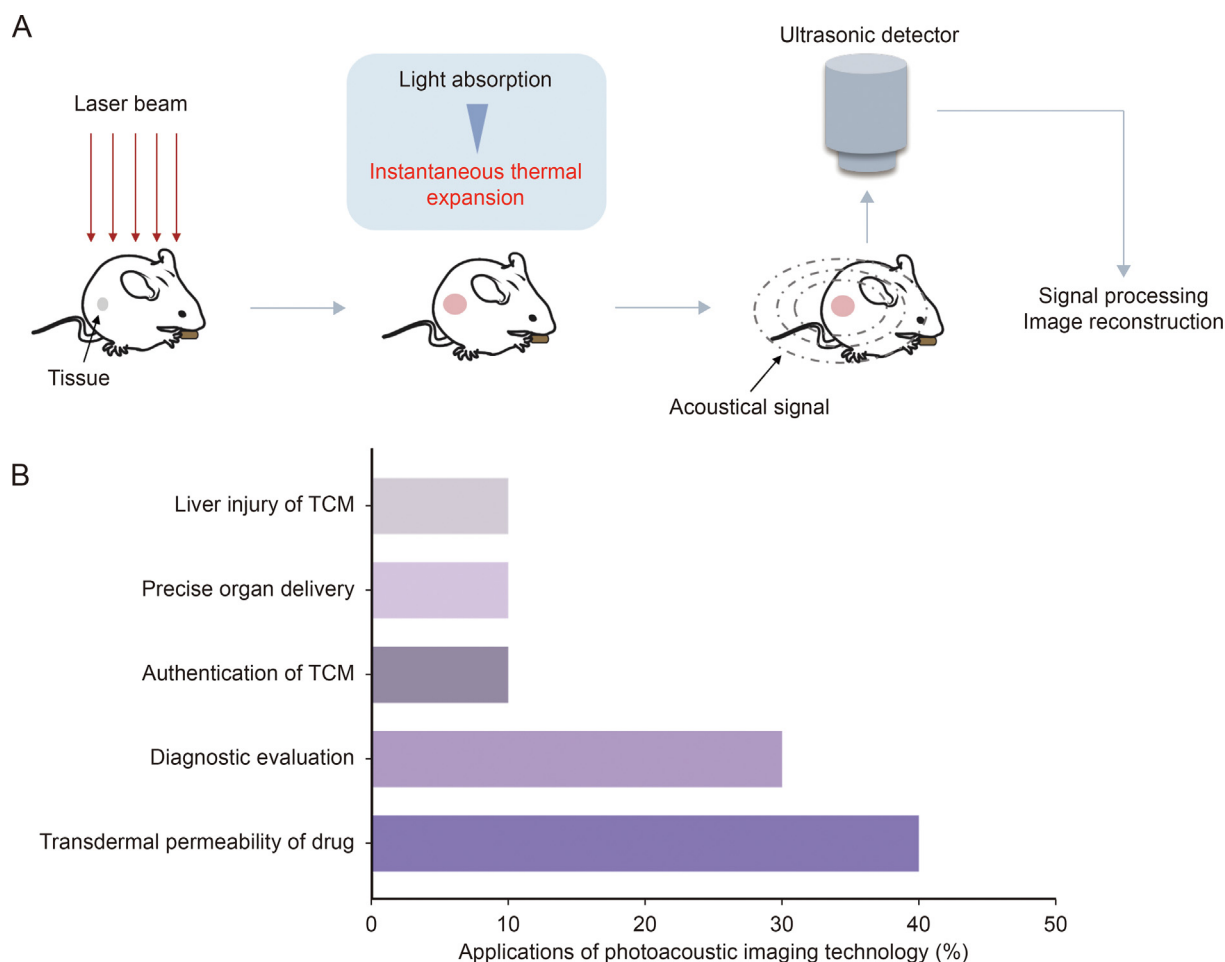 A
Laser beam
Tissue
Light absorption
Instantaneous thermal
expansion
Ultrasonic detector
Acoustical signal
Signal processing
Image reconstruction
B
Liver injury of TCM
Precise organ delivery
Authentication of TCM
Diagnostic evaluation
Transdermal permeability of drug
0 10 20 30 40 50
Applications of photoacoustic imaging technology (%)